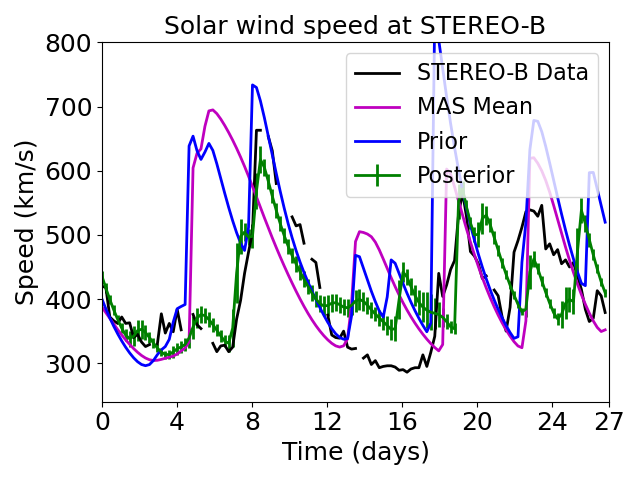 Solar wind speed at STEREO-B
800
700
600
500
400
300
Speed (km/s)
STEREO-B Data
MAS Mean
Prior
Posterior
0 4 8 12 16 20 24 27
Time (days)